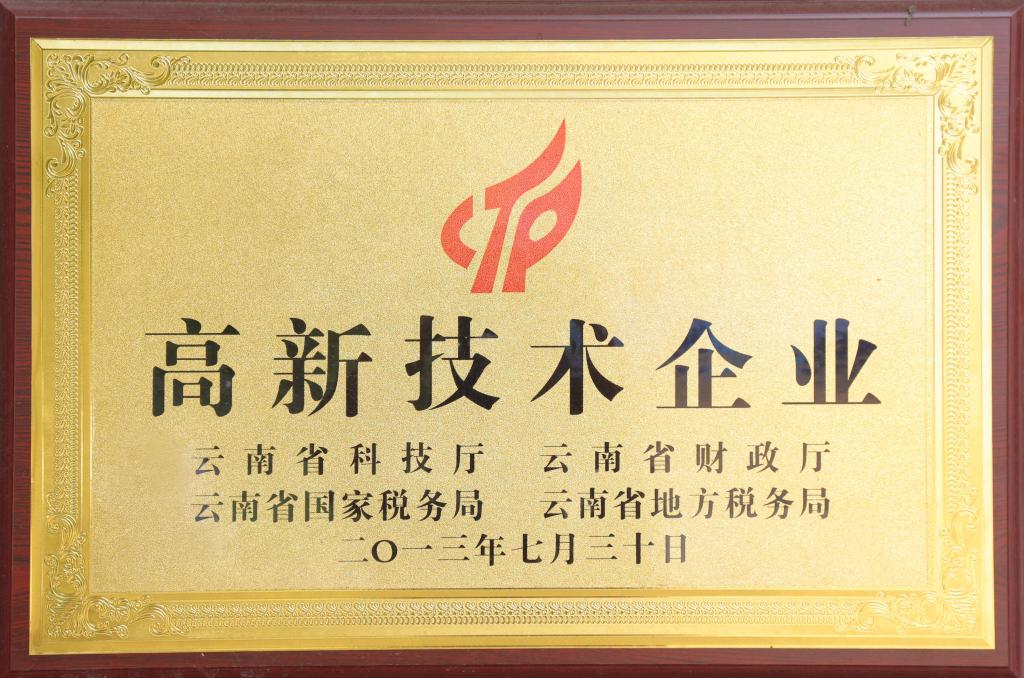 高新技术企业
云南省科技厅 云南省财政厅
云南省国家税务局 云南省地方税务局
二〇一三年七月三十日